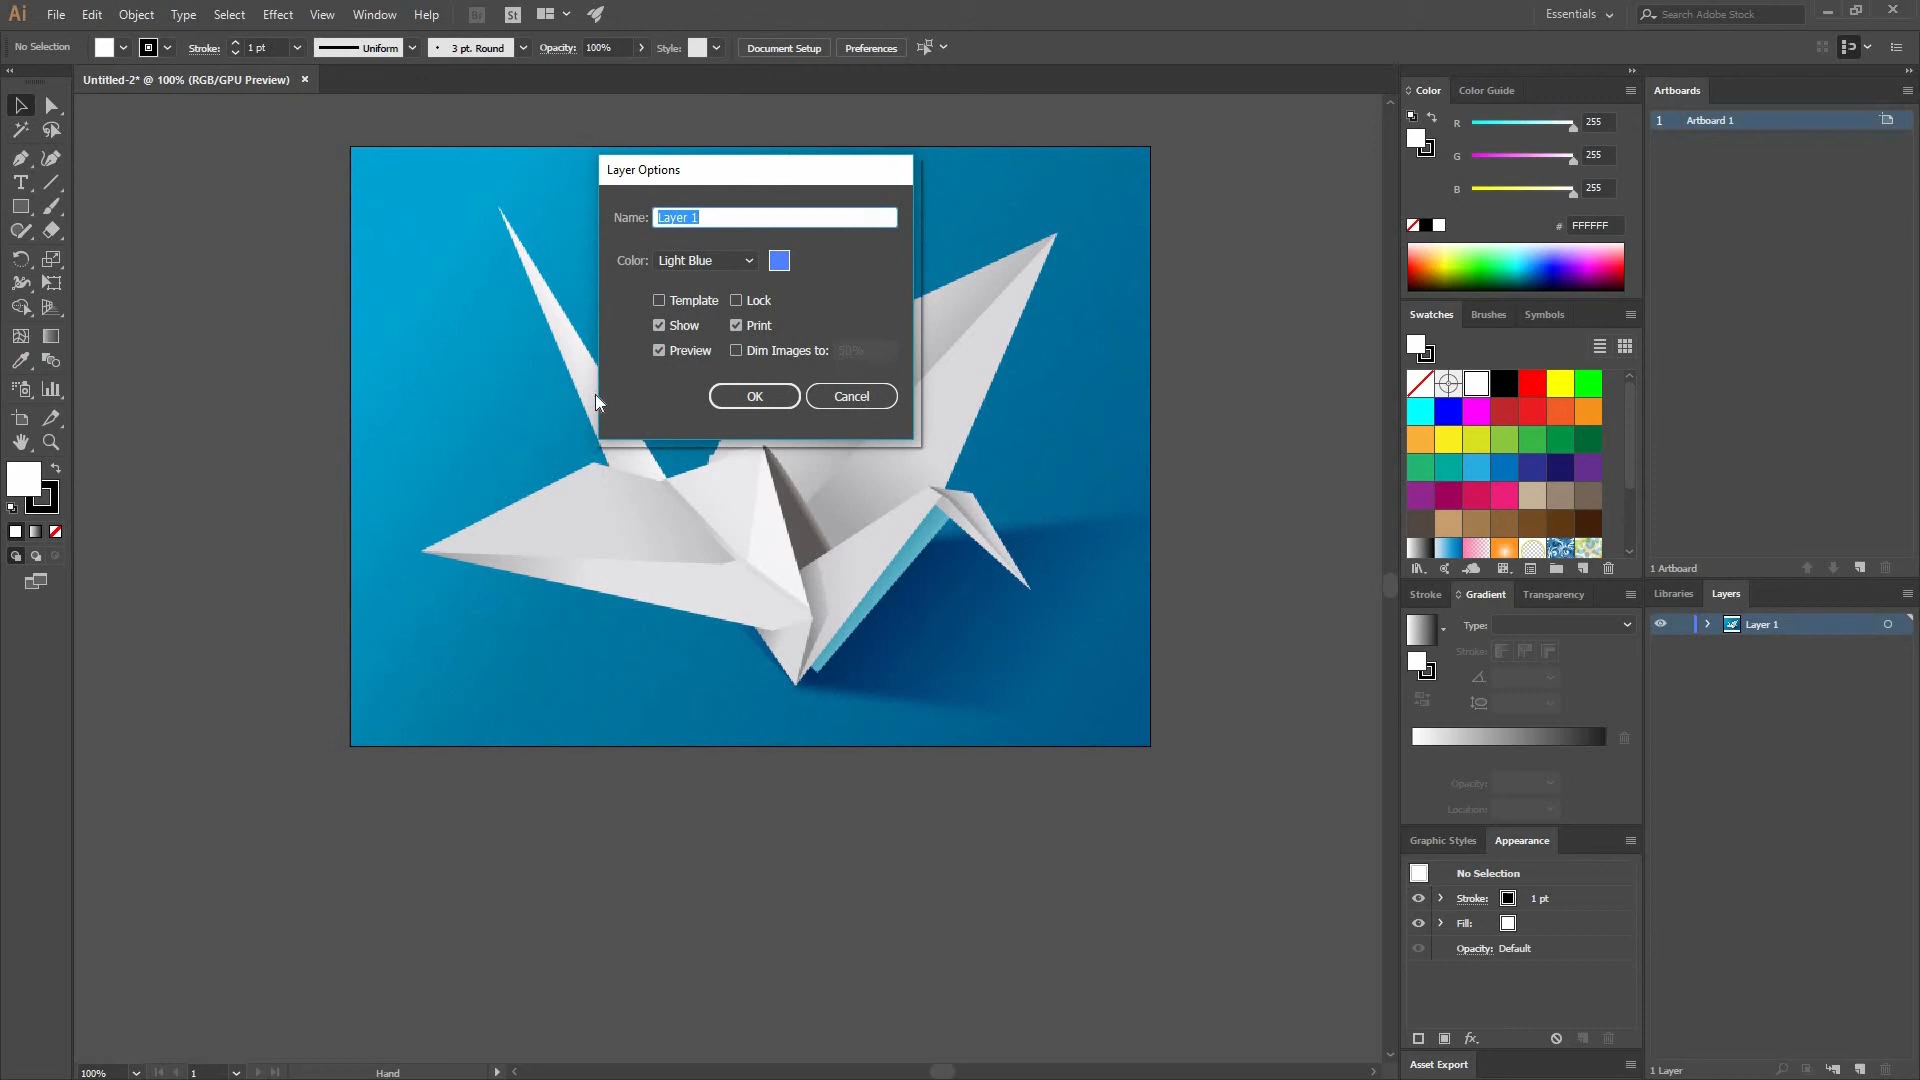 Ai File Edit Object Type Select Effect View Window Help Br St Essentials Search Adobe Stock
No Selection Stroke: 1 pt Uniform 3 pt. Round Opacity: 100% Style: Document Setup Preferences
Untitled-2* @ 100% (RGB/GPU Preview)
Layer Options
Name: Layer 1
Color: Light Blue
Template Lock
Show Print
Preview Dim Images to: 50%
OK Cancel
Color Color Guide
R 255
G 255
B 255
# FFFFFF
Swatches Brushes Symbols
Stroke Gradient Transparency
Type:
Stroke:
Opacity:
Location:
Graphic Styles Appearance
No Selection
Stroke: 1 pt
Fill:
Opacity: Default
fx
Asset Export
Artboards
1 Artboard 1
1 Artboard
Libraries Layers
Layer 1
1 Layer
100% 1 Hand